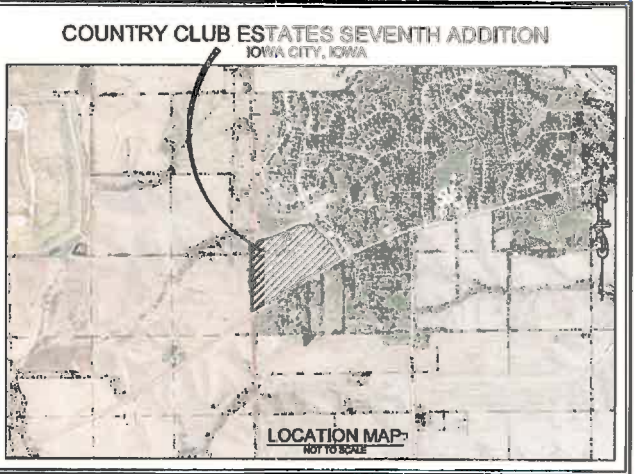 COUNTRY CLUB ESTATES SEVENTH ADDITION
IOWA CITY, IOWA
LOCATION MAP
NOT TO SCALE